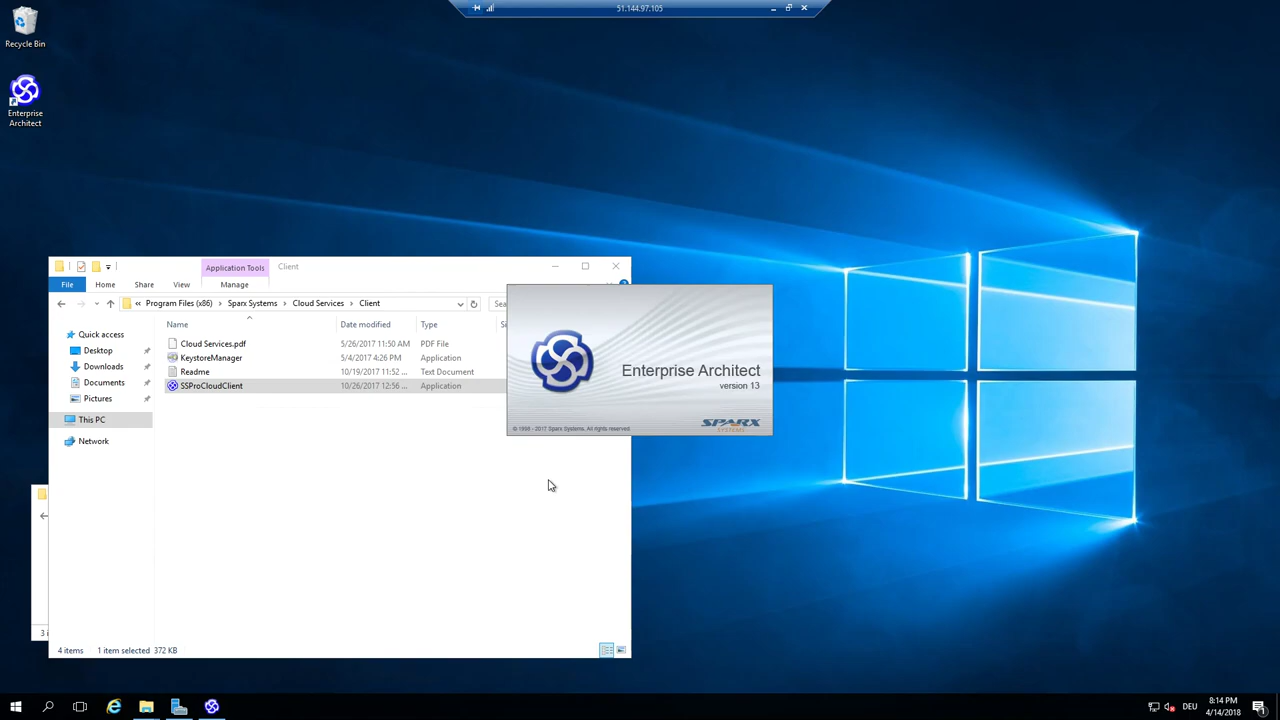 51.144.97.105
Recycle Bin
Enterprise
Architect
Application Tools
Client
File
Home
Share
View
Manage
« Program Files (x86) › Sparx Systems › Cloud Services › Client
Sea
Name
Date modified
Type
Si
Quick access
Desktop
Downloads
Documents
Pictures
This PC
Network
Cloud Services.pdf
5/26/2017 11:50 AM
PDF File
KeystoreManager
5/4/2017 4:26 PM
Application
Readme
10/19/2017 11:52 ...
Text Document
SSProCloudClient
10/26/2017 12:56 ...
Application
Enterprise Architect
version 13
© 1998 - 2017 Sparx Systems. All rights reserved.
SPARX
SYSTEMS
3 i
4 items
1 item selected 372 KB
DEU
8:14 PM
4/14/2018
1